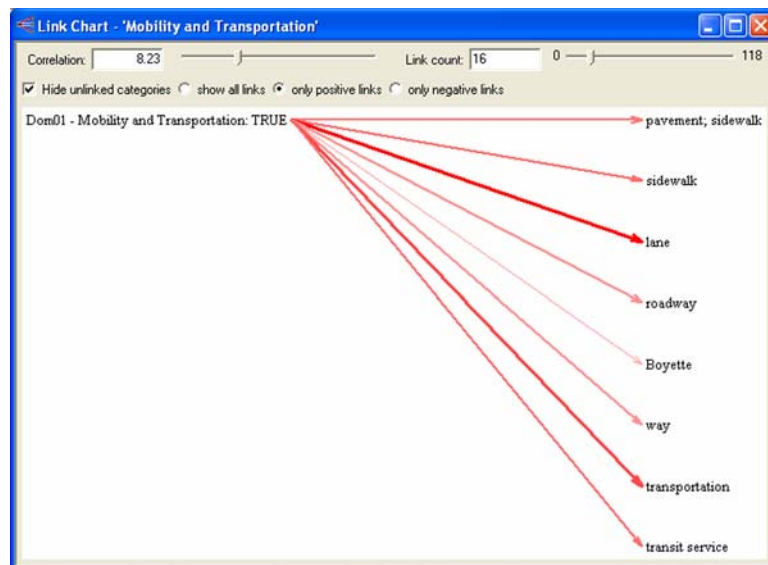 Link Chart - 'Mobility and Transportation'
Correlation: 8.23 Link count: 16 0 118
Hide unlinked categories show all links only positive links only negative links
Dom01 - Mobility and Transportation: TRUE pavement; sidewalk
sidewalk
lane
roadway
Boyette
way
transportation
transit service